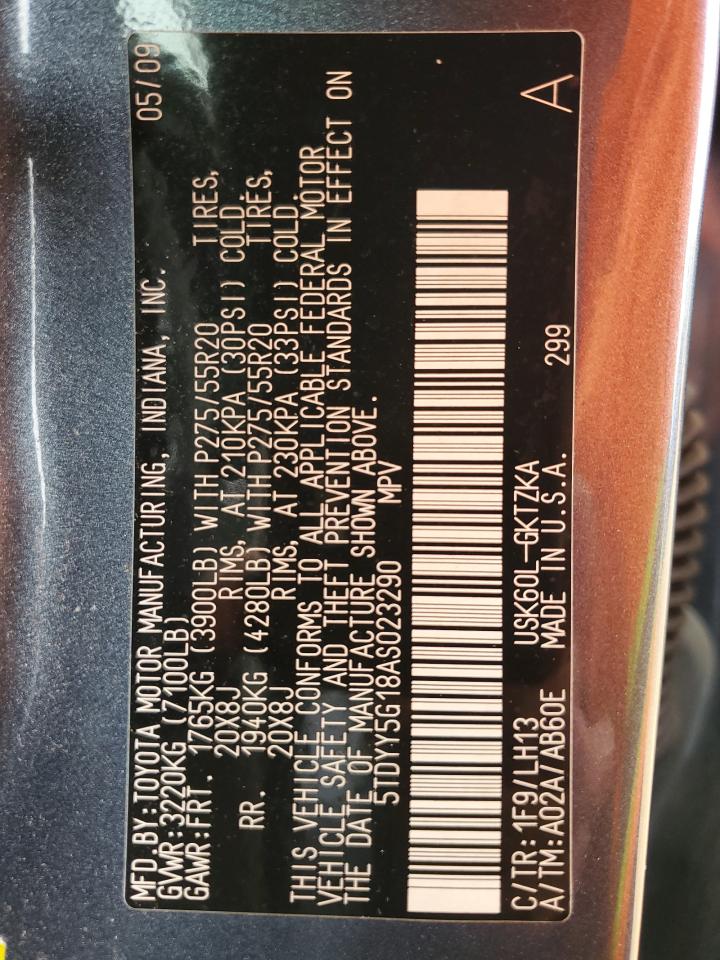 MFD.BY:TOYOTA MOTOR MANUFACTURING, INDIANA, INC. 05/09
GVWR:3220KG (7100LB)
GAWR:FRT. 1765KG (3900LB) WITH P275/55R20 TIRES,
20X8J RIMS, AT 210KPA (30PSI) COLD
RR. 1940KG (4280LB) WITH P275/55R20 TIRES,
20X8J RIMS, AT 230KPA (33PSI) COLD
THIS VEHICLE CONFORMS TO ALL APPLICABLE FEDERAL MOTOR
VEHICLE SAFETY AND THEFT PREVENTION STANDARDS IN EFFECT ON
THE DATE OF MANUFACTURE SHOWN ABOVE.
5TDYY5G18AS023290 MPV
C/TR:1F9/LH13 USK60L-GKTZKA A
A/TM:A02A/AB60E MADE IN U.S.A. 299